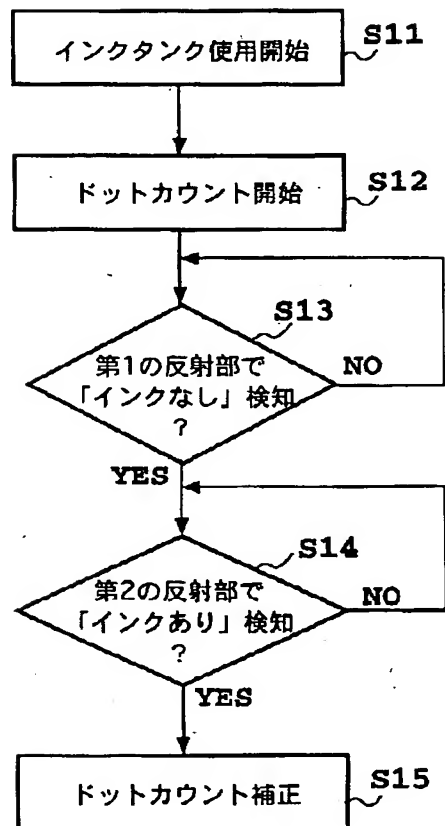 インクタンク使用開始
S11
ドットカウント開始
S12
S13
第1の反射部で
「インクなし」検知
?
NO
YES
S14
第2の反射部で
「インクあり」検知
?
NO
YES
ドットカウント補正
S15